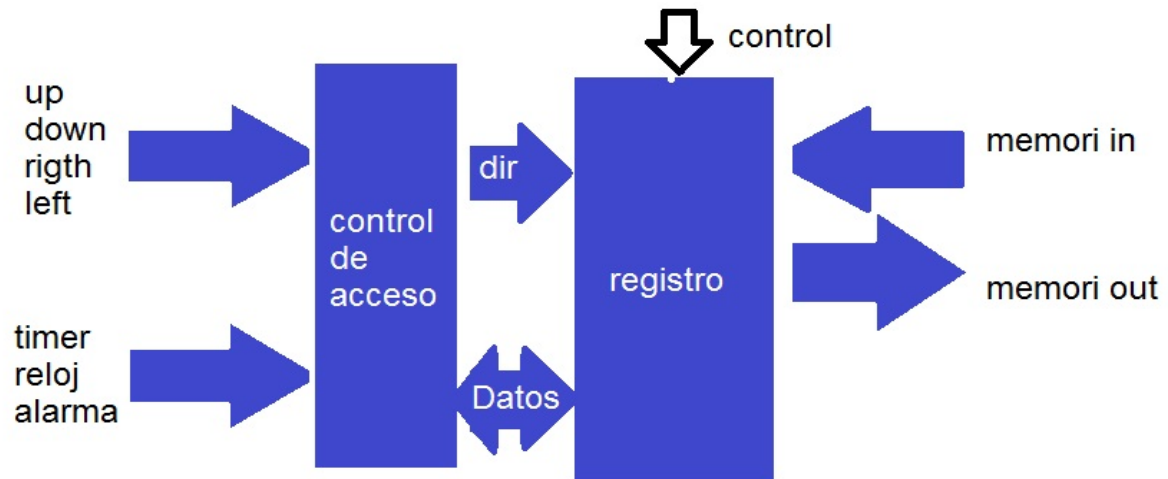 control
up
down
rigth
left
dir
memori in
control
de
acceso
registro
memori out
timer
reloj
alarma
Datos